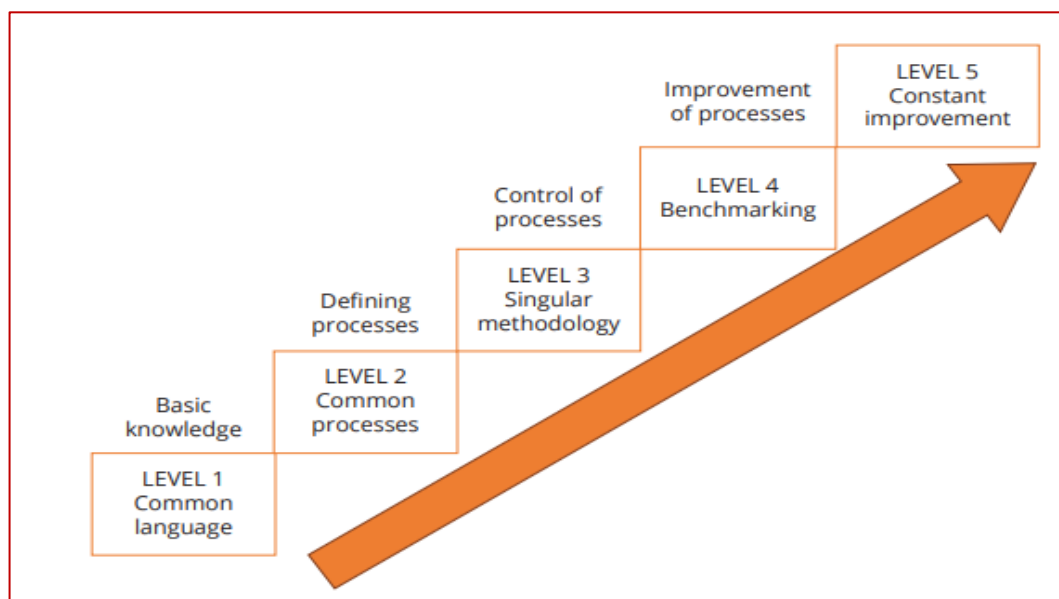 LEVEL 5
Constant
improvement
Improvement
of processes
LEVEL 4
Benchmarking
Control of
processes
LEVEL 3
Singular
methodology
Defining
processes
LEVEL 2
Common
processes
Basic
knowledge
LEVEL 1
Common
language